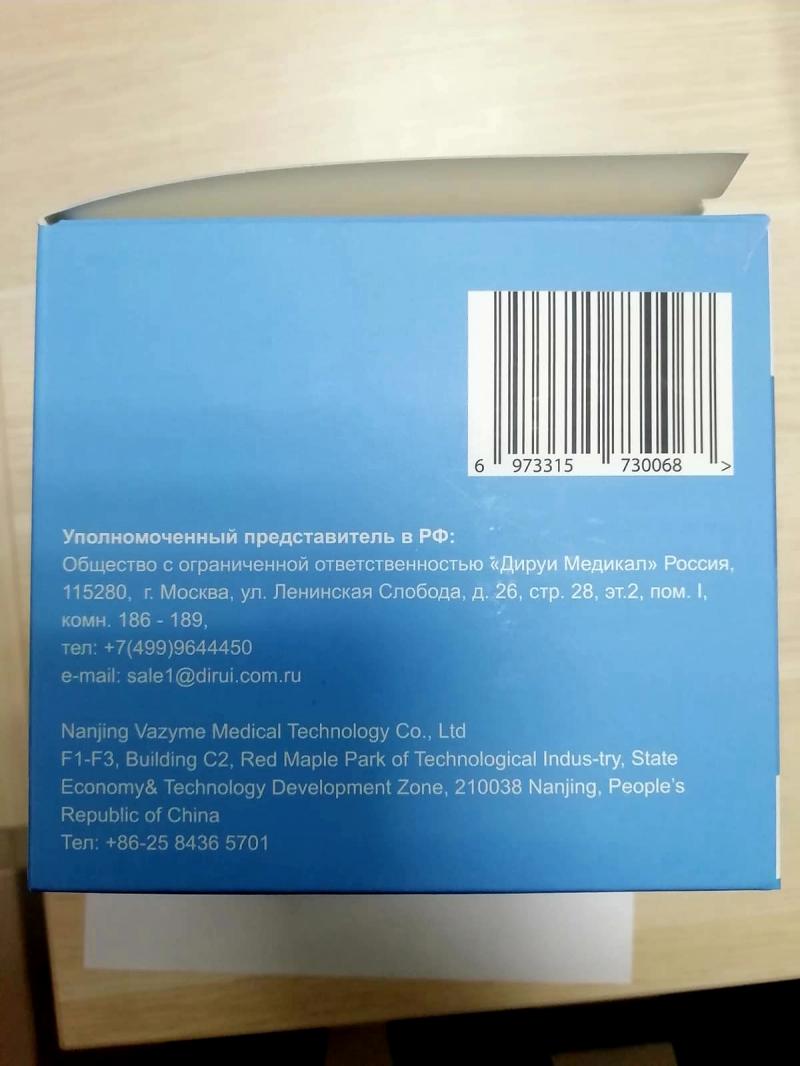 6 973315 730068 >
Уполномоченный представитель в РФ:
Общество с ограниченной ответственностью «Дируи Медикал» Россия,
115280, г. Москва, ул. Ленинская Слобода, д. 26, стр. 28, эт.2, пом. I,
комн. 186 - 189,
тел: +7(499)9644450
e-mail: sale1@dirui.com.ru
Nanjing Vazyme Medical Technology Co., Ltd
F1-F3, Building C2, Red Maple Park of Technological Indus-try, State
Economy& Technology Development Zone, 210038 Nanjing, People's
Republic of China
Тел: +86-25 8436 5701